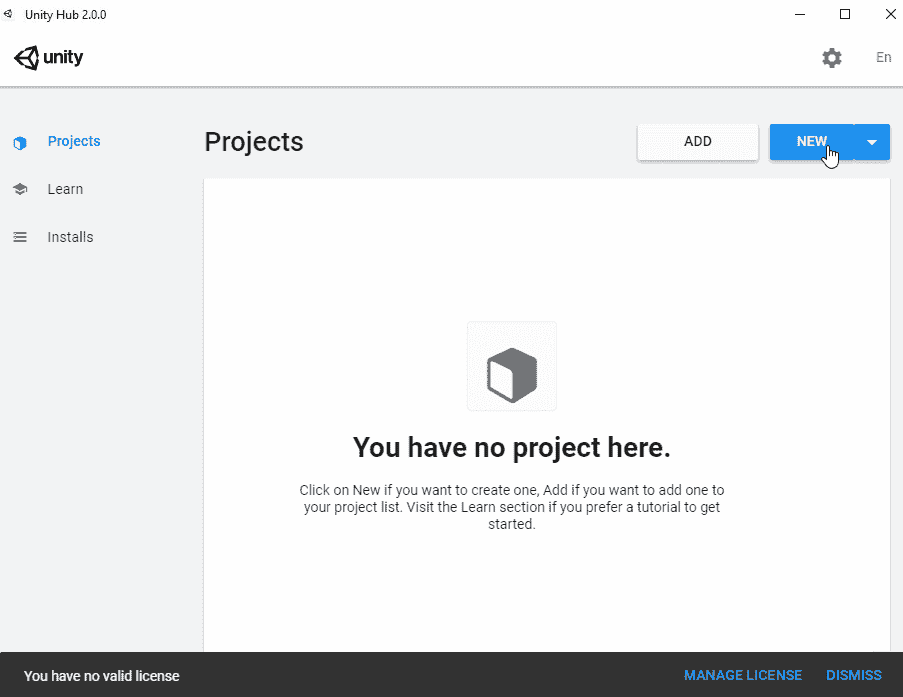 Unity Hub 2.0.0
unity
En
Projects
Learn
Installs
Projects
ADD
NEW
You have no project here.
Click on New if you want to create one, Add if you want to add one to
your project list. Visit the Learn section if you prefer a tutorial to get
started.
You have no valid license
MANAGE LICENSE
DISMISS